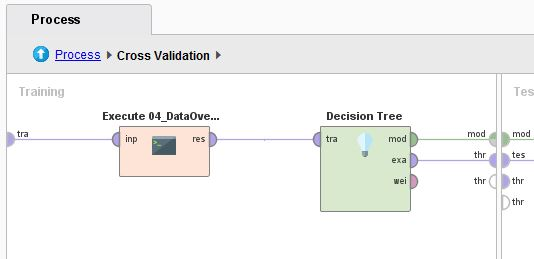 Process
Process ▸ Cross Validation ▸
Training
Tes
Execute 04_DataOve...
Decision Tree
tra
inp
res
tra
mod
exa
wei
mod
thr
thr
mod
tes
thr
thr